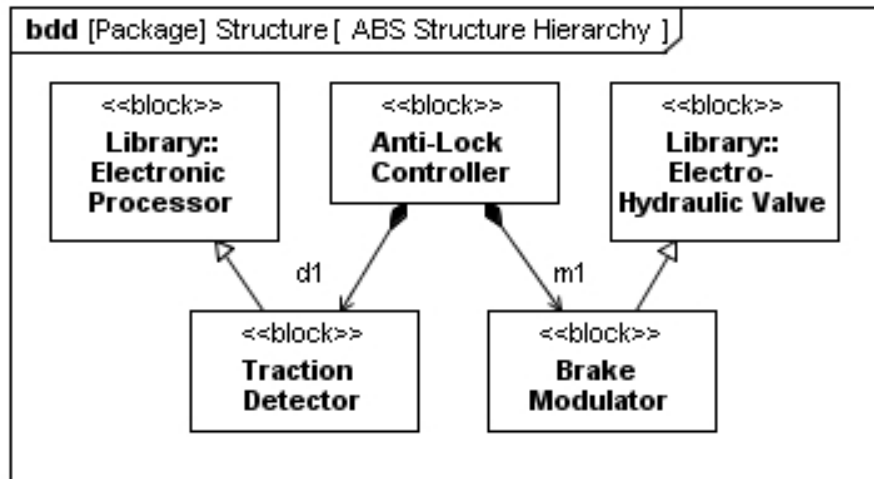 bdd [Package] Structure [ ABS Structure Hierarchy ]
<<block>>
Library::
Electronic
Processor
<<block>>
Anti-Lock
Controller
<<block>>
Library::
Electro-
Hydraulic Valve
d1
m1
<<block>>
Traction
Detector
<<block>>
Brake
Modulator